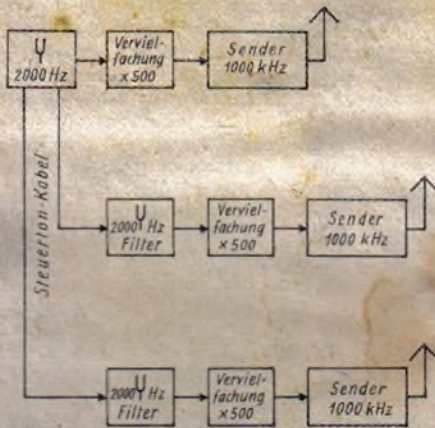 2000 Hz
Verviel-
fachung
x 500
Sender
1000 kHz
Steuerton-Kabel
2000 Hz
Filter
Verviel-
fachung
x 500
Sender
1000 kHz
2000 Hz
Filter
Verviel-
fachung
x 500
Sender
1000 kHz